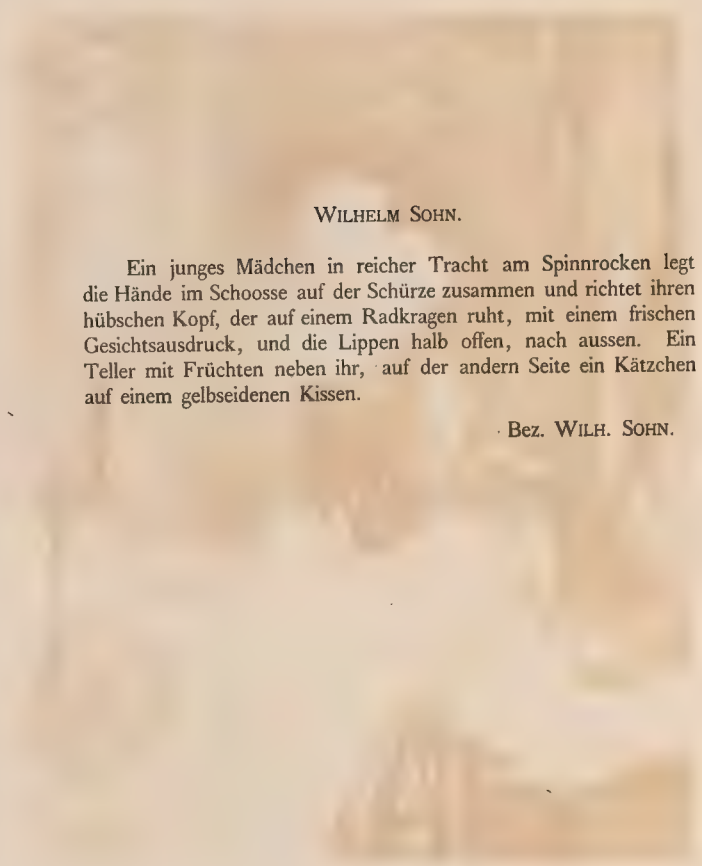 WILHELM SOHN.
Ein junges Mädchen in reicher Tracht am Spinnrocken legt
die Hände im Schoosse auf der Schürze zusammen und richtet ihren
hübschen Kopf, der auf einem Radkragen ruht, mit einem frischen
Gesichtsausdruck, und die Lippen halb offen, nach aussen. Ein
Teller mit Früchten neben ihr, auf der andern Seite ein Kätzchen
auf einem gelbseidenen Kissen.
Bez. WILH. SOHN.